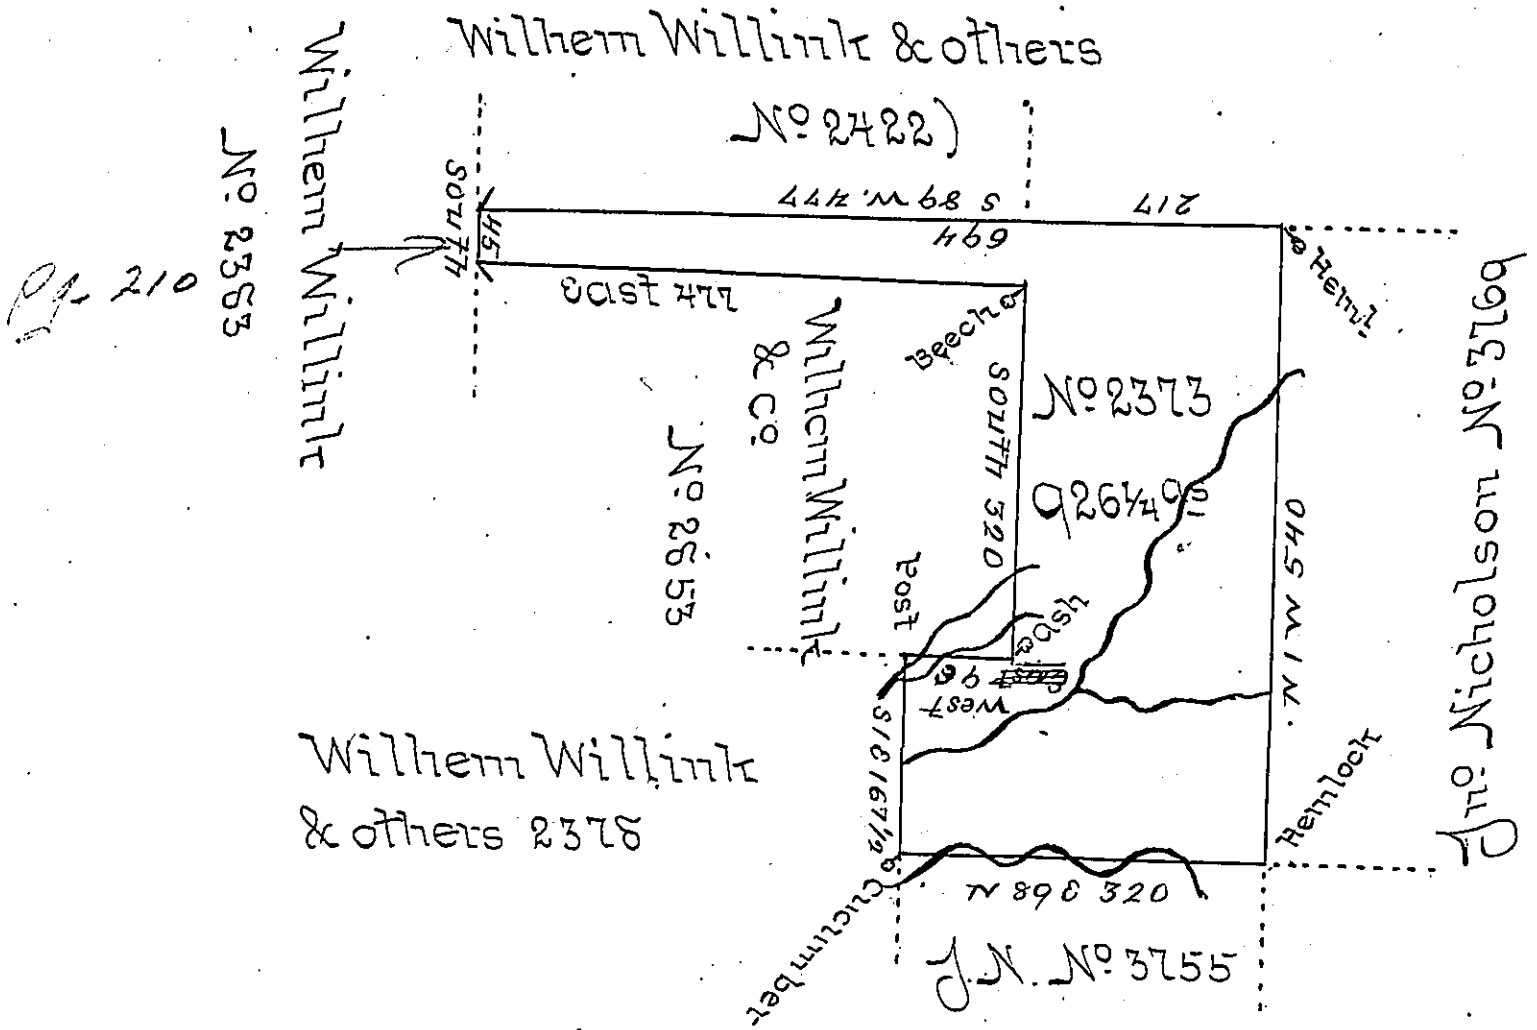 Wilhem Willink & others
Nº 2422)
Wilhem Willink
Nº 2363
Pg. 210
South
45
S 89 W. 477
217
694
East 477
Heml.
Beech
Wilhem Willink
& Cº
Nº 2653
South 320
Nº 2373
926¼ as
N 1 W 540
Jnº Nicholson Nº 3769
Post
Ash
West
96
S 1 E 167½
Wilhem Willink
& others 2378
Hemlock
Cucumber
N 89 E 320
J.N. Nº 3755